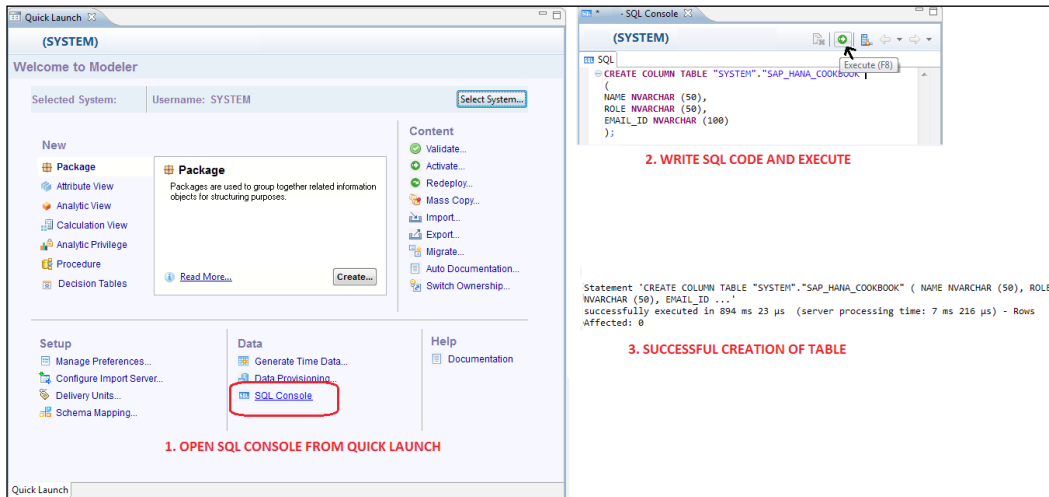 Quick Launch
(SYSTEM)
Welcome to Modeler
Selected System:
Username: SYSTEM
Select System...
New
Package
Attribute View
Analytic View
Calculation View
Analytic Privilege
Procedure
Decision Tables
Package
Packages are used to group together related information
objects for structuring purposes.
Read More...
Create...
Content
Validate...
Activate...
Redeploy...
Mass Copy...
Import...
Export...
Migrate...
Auto Documentation...
Switch Ownership...
Setup
Manage Preferences...
Configure Import Server...
Delivery Units...
Schema Mapping...
Data
Generate Time Data...
Data Provisioning...
SQL Console
Help
Documentation
1. OPEN SQL CONSOLE FROM QUICK LAUNCH
Quick Launch
* - SQL Console
(SYSTEM)
Execute (F8)
SQL
CREATE COLUMN TABLE "SYSTEM"."SAP_HANA_COOKBOOK"
(
NAME NVARCHAR (50),
ROLE NVARCHAR (50),
EMAIL_ID NVARCHAR (100)
);
2. WRITE SQL CODE AND EXECUTE
Statement 'CREATE COLUMN TABLE "SYSTEM"."SAP_HANA_COOKBOOK" ( NAME NVARCHAR (50), ROLE
NVARCHAR (50), EMAIL_ID ...'
successfully executed in 894 ms 23 µs (server processing time: 7 ms 216 µs) - Rows
Affected: 0
3. SUCCESSFUL CREATION OF TABLE